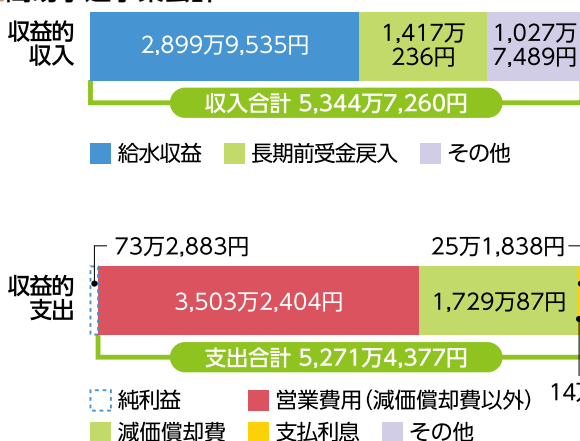 収益的
収入
2,899万9,535円
1,417万
236円
1,027万
7,489円
収入合計 5,344万7,260円
給水収益
長期前受金戻入
その他
73万2,883円
25万1,838円
収益的
支出
3,503万2,404円
1,729万87円
支出合計 5,271万4,377円
14万
純利益
営業費用（減価償却費以外）
減価償却費
支払利息
その他